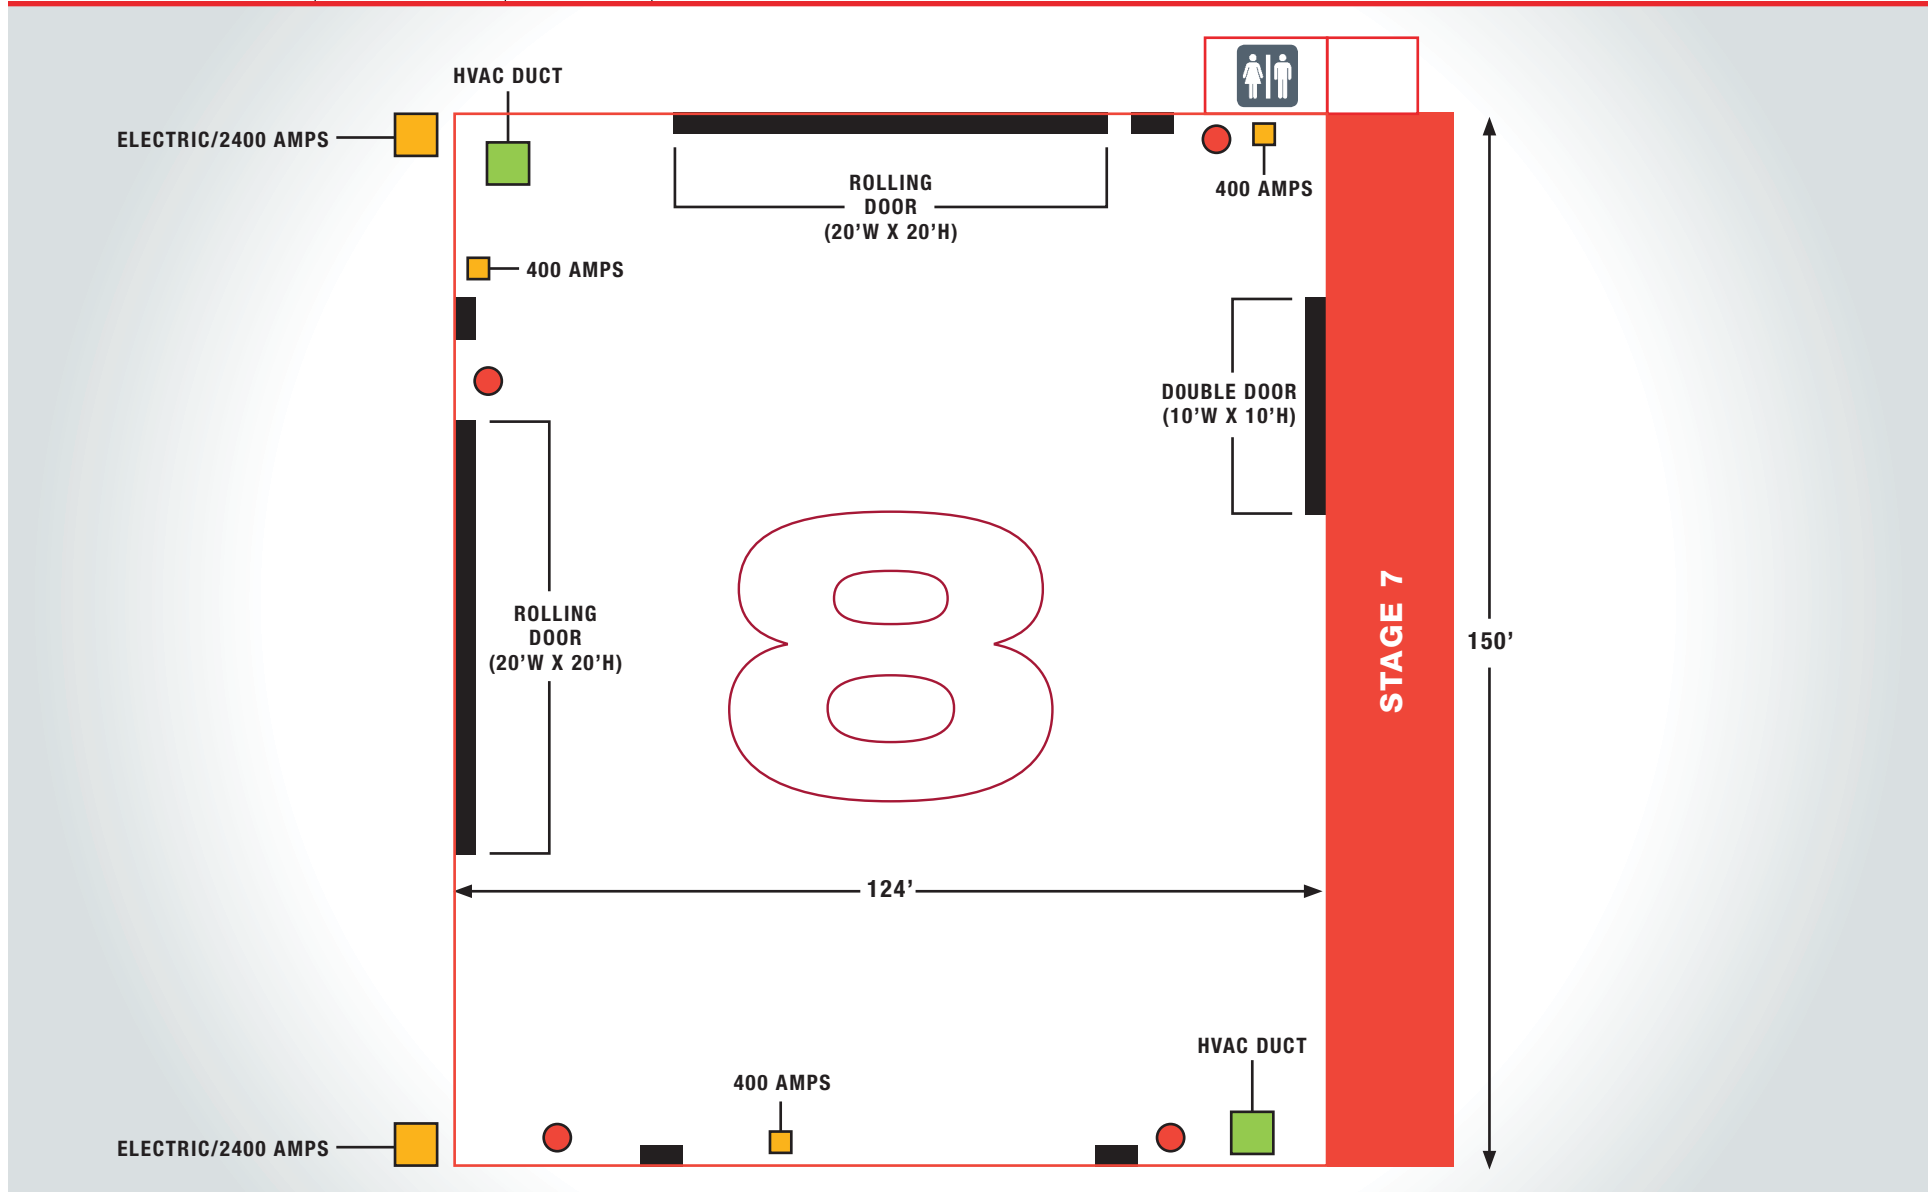 HVAC DUCT
ELECTRIC/2400 AMPS
ROLLING
DOOR
(20’W X 20’H)
400 AMPS
400 AMPS
DOUBLE DOOR
(10’W X 10’H)
8
ROLLING
DOOR
(20’W X 20’H)
STAGE 7
150’
124’
HVAC DUCT
400 AMPS
ELECTRIC/2400 AMPS